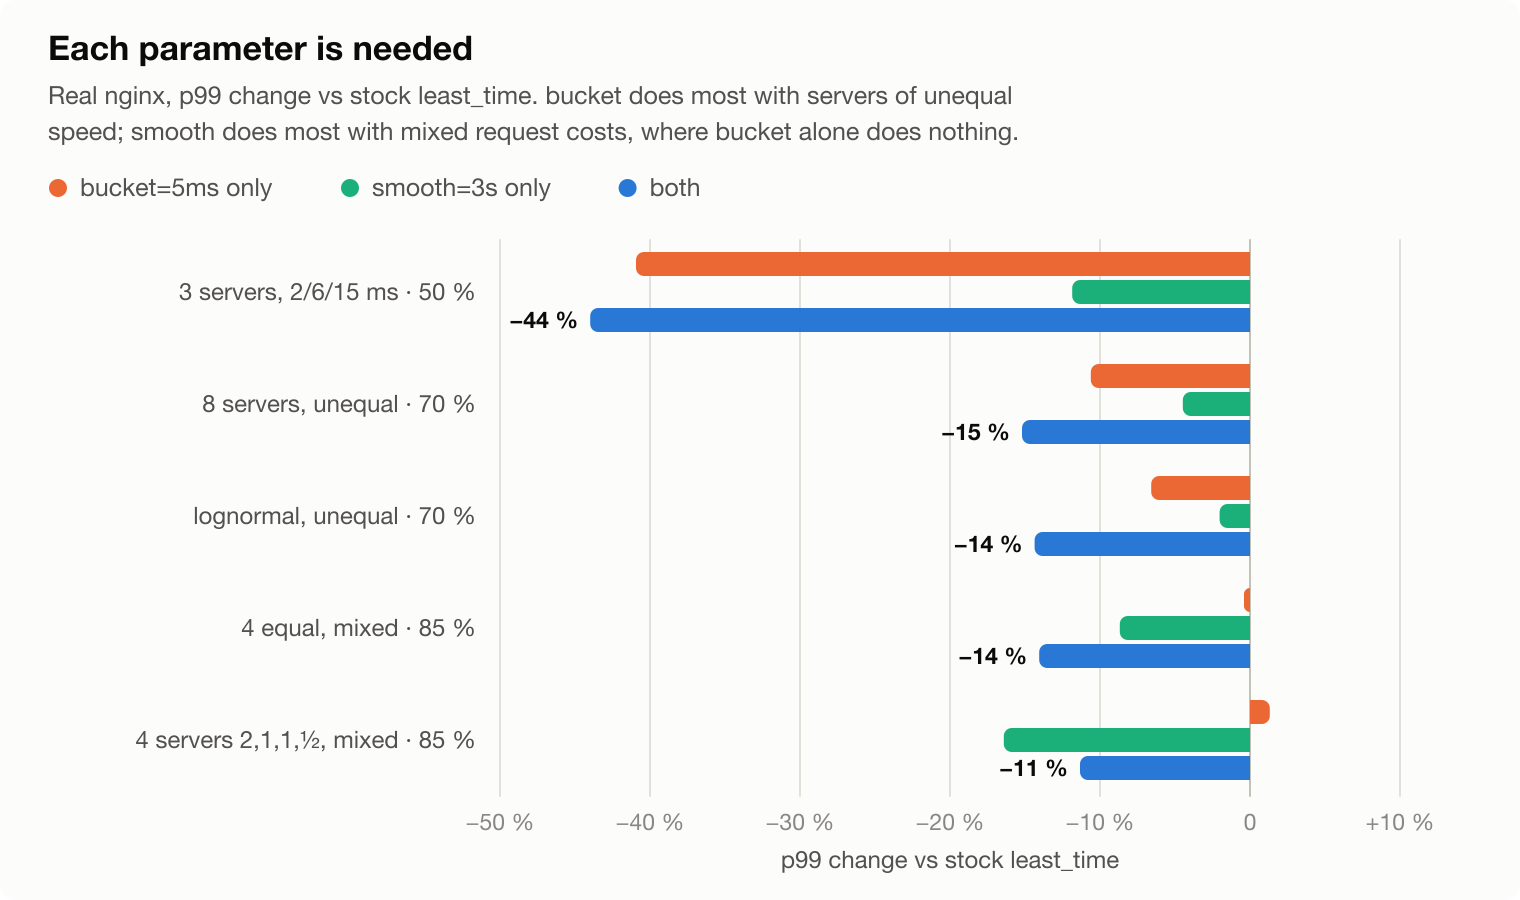 Each parameter is needed
Real nginx, p99 change vs stock least_time. bucket does most with servers of unequal
speed; smooth does most with mixed request costs, where bucket alone does nothing.
bucket=5ms only
smooth=3s only
both
3 servers, 2/6/15 ms · 50 %
−44 %
8 servers, unequal · 70 %
−15 %
lognormal, unequal · 70 %
−14 %
4 equal, mixed · 85 %
−14 %
4 servers 2,1,1,½, mixed · 85 %
−11 %
−50 %
−40 %
−30 %
−20 %
−10 %
0
+10 %
p99 change vs stock least_time